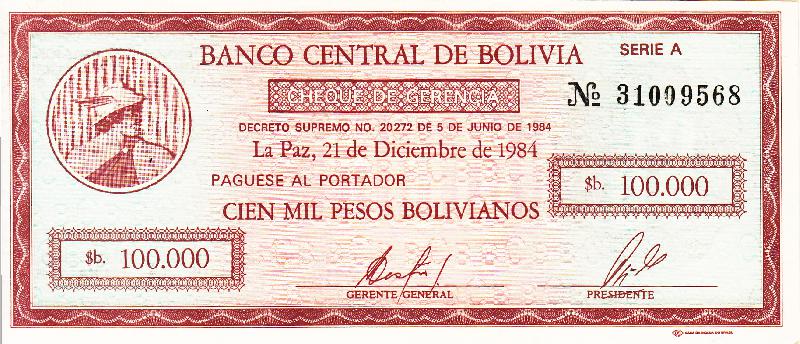 BANCO CENTRAL DE BOLIVIA
SERIE A
CHEQUE DE GERENCIA
Nº 31009568
DECRETO SUPREMO NO. 20272 DE 5 DE JUNIO DE 1984
La Paz, 21 de Diciembre de 1984
PAGUESE AL PORTADOR
$b. 100.000
CIEN MIL PESOS BOLIVIANOS
$b. 100.000
GERENTE GENERAL
PRESIDENTE